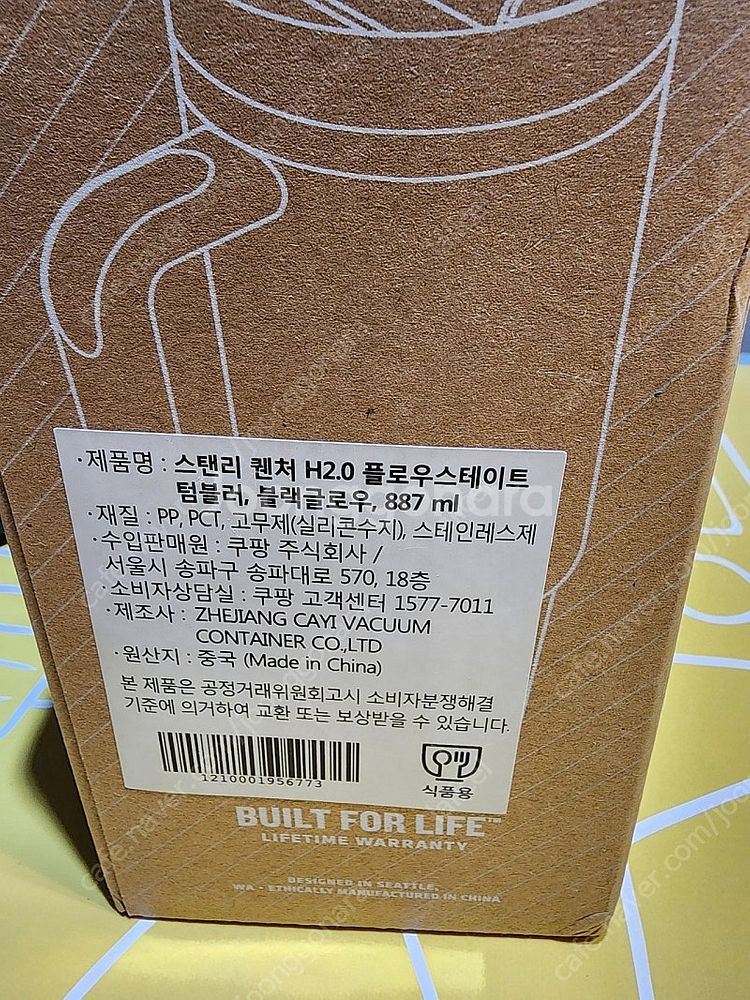 ·제품명 : 스탠리 퀜처 H2.0 플로우스테이트
텀블러, 블랙글로우, 887 ml
·재질 : PP, PCT, 고무제(실리콘수지), 스테인레스제
·수입판매원 : 쿠팡 주식회사 /
서울시 송파구 송파대로 570, 18층
·소비자상담실 : 쿠팡 고객센터 1577-7011
·제조사 : ZHEJIANG CAYI VACUUM
CONTAINER CO.,LTD
·원산지 : 중국 (Made in China)
본 제품은 공정거래위원회고시 소비자분쟁해결
기준에 의거하여 교환 또는 보상받을 수 있습니다.
1210001956773
식품용
BUILT FOR LIFE™
LIFETIME WARRANTY
DESIGNED IN SEATTLE,
WA - ETHICALLY MANUFACTURED IN CHINA